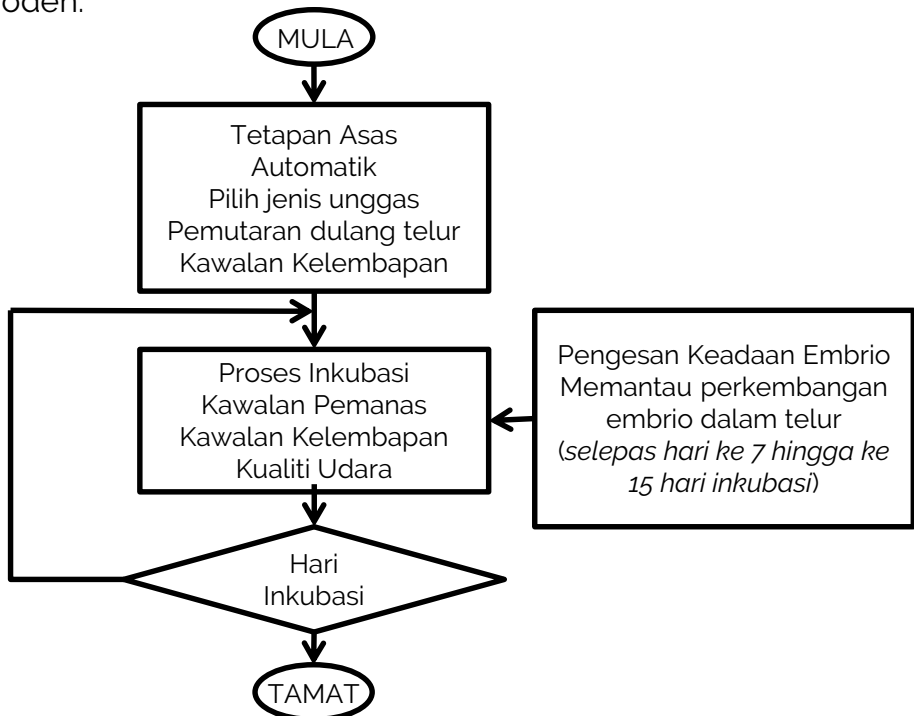 MULA
Tetapan Asas
Automatik
Pilih jenis unggas
Pemutaran dulang telur
Kawalan Kelembapan
Proses Inkubasi
Kawalan Pemanas
Kawalan Kelembapan
Kualiti Udara
Pengesan Keadaan Embrio
Memantau perkembangan
embrio dalam telur
(selepas hari ke 7 hingga ke
15 hari inkubasi)
Hari
Inkubasi
TAMAT